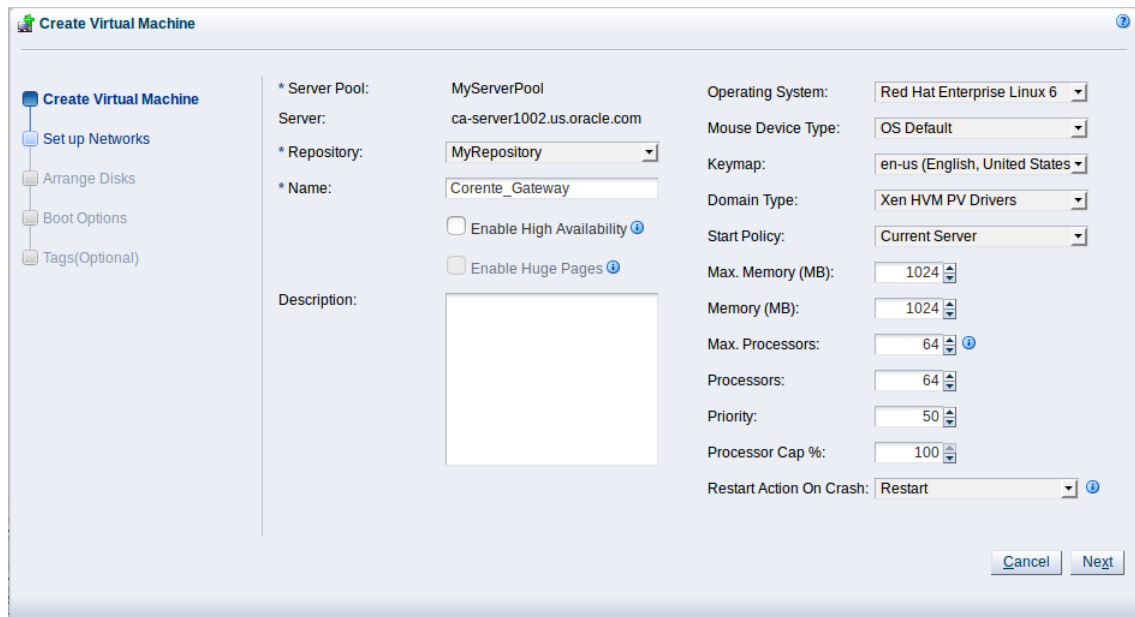 Create Virtual Machine
Create Virtual Machine
Set up Networks
Arrange Disks
Boot Options
Tags(Optional)
* Server Pool: MyServerPool
Server: ca-server1002.us.oracle.com
* Repository: MyRepository
* Name: Corente_Gateway
Enable High Availability
Enable Huge Pages
Description:
Operating System: Red Hat Enterprise Linux 6
Mouse Device Type: OS Default
Keymap: en-us (English, United States
Domain Type: Xen HVM PV Drivers
Start Policy: Current Server
Max. Memory (MB): 1024
Memory (MB): 1024
Max. Processors: 64
Processors: 64
Priority: 50
Processor Cap %: 100
Restart Action On Crash: Restart
Cancel Next